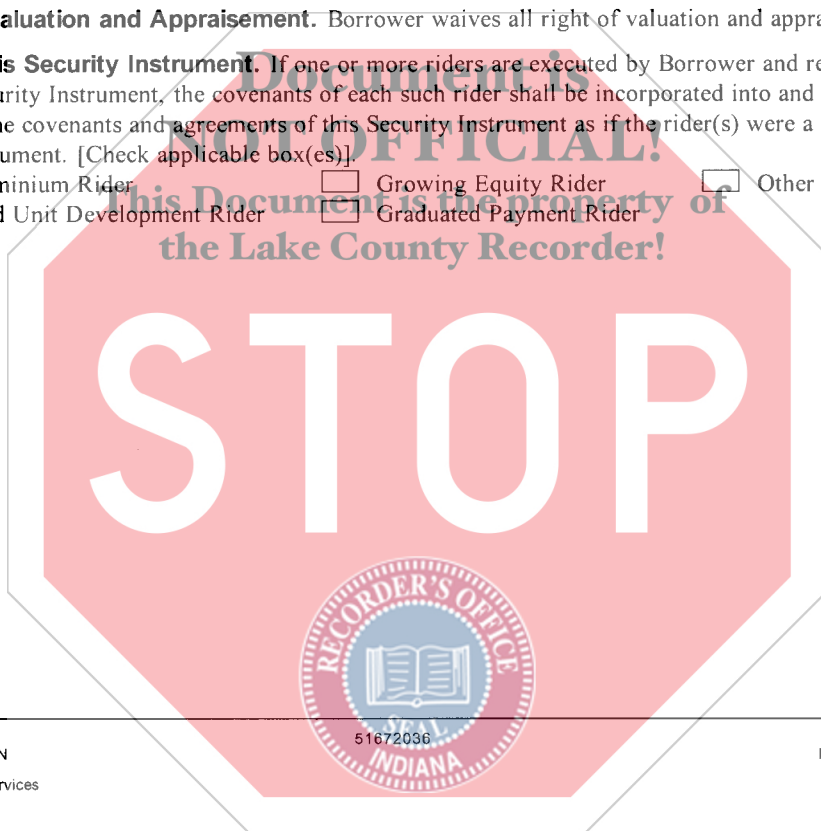 aluation and Appraisement. Borrower waives all right of valuation and appra
Document is
is Security Instrument. If one or more riders are executed by Borrower and re
urity Instrument, the covenants of each such rider shall be incorporated into and
NOT OFFICIAL!
ne covenants and agreements of this Security Instrument as if the rider(s) were a
ument. [Check applicable box(es)].
minium Rider Growing Equity Rider Other
This Document is the property of
d Unit Development Rider Graduated Payment Rider
the Lake County Recorder!
STOP
RECORDER'S OFFICE
SEAL
51672036
INDIANA
N
rvices